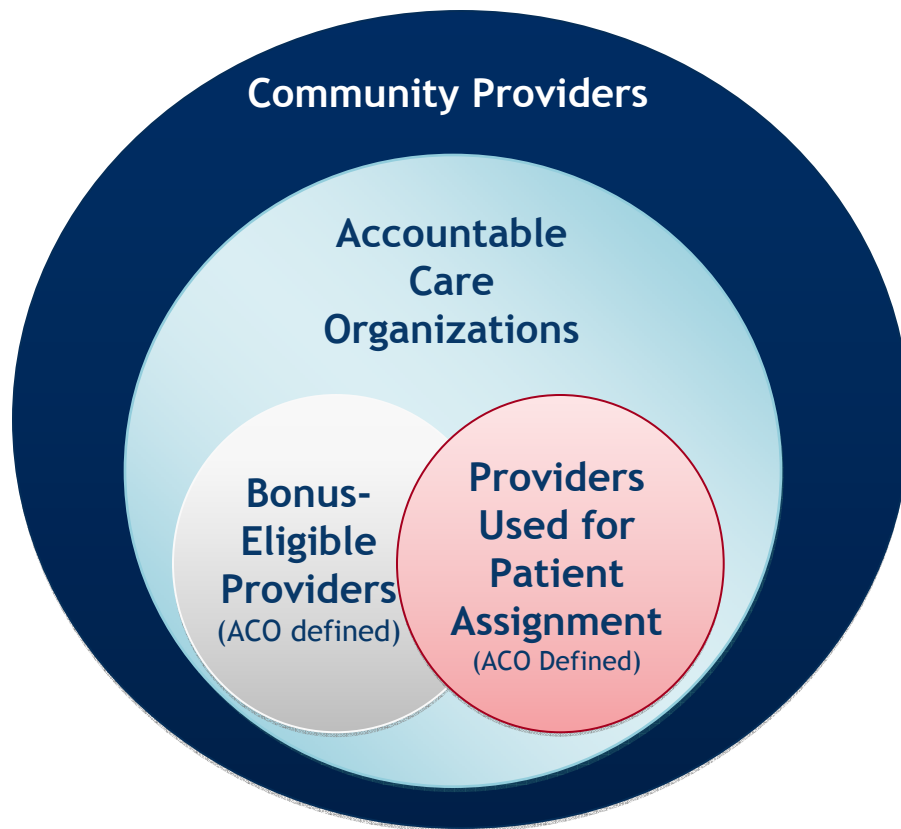 Community Providers
Accountable
Care
Organizations
Bonus-
Eligible
Providers
(ACO defined)
Providers
Used for
Patient
Assignment
(ACO Defined)